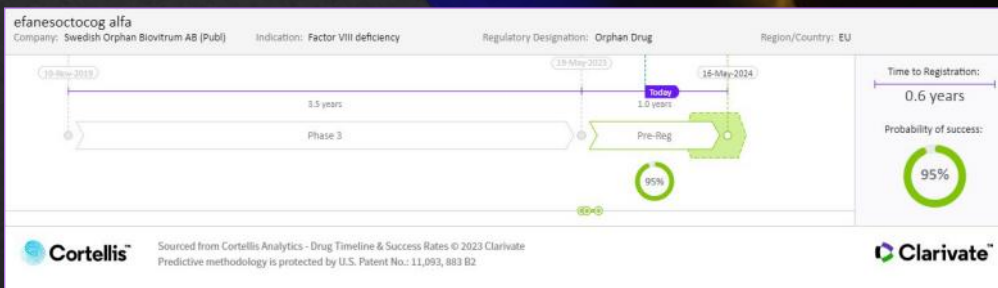 efanesoctocog alfa
Company: Swedish Orphan Biovitrum AB (Publ) Indication: Factor VIII deficiency Regulatory Designation: Orphan Drug Region/Country: EU
19-Nov-2019
19-May-2023
16-May-2024
Today
3.5 years
1.0 years
Phase 3
Pre-Reg
95%
Time to Registration:
0.6 years
Probability of success:
95%
Cortellis™
Sourced from Cortellis Analytics - Drug Timeline & Success Rates © 2023 Clarivate
Predictive methodology is protected by U.S. Patent No.: 11,093, 883 B2
Clarivate™